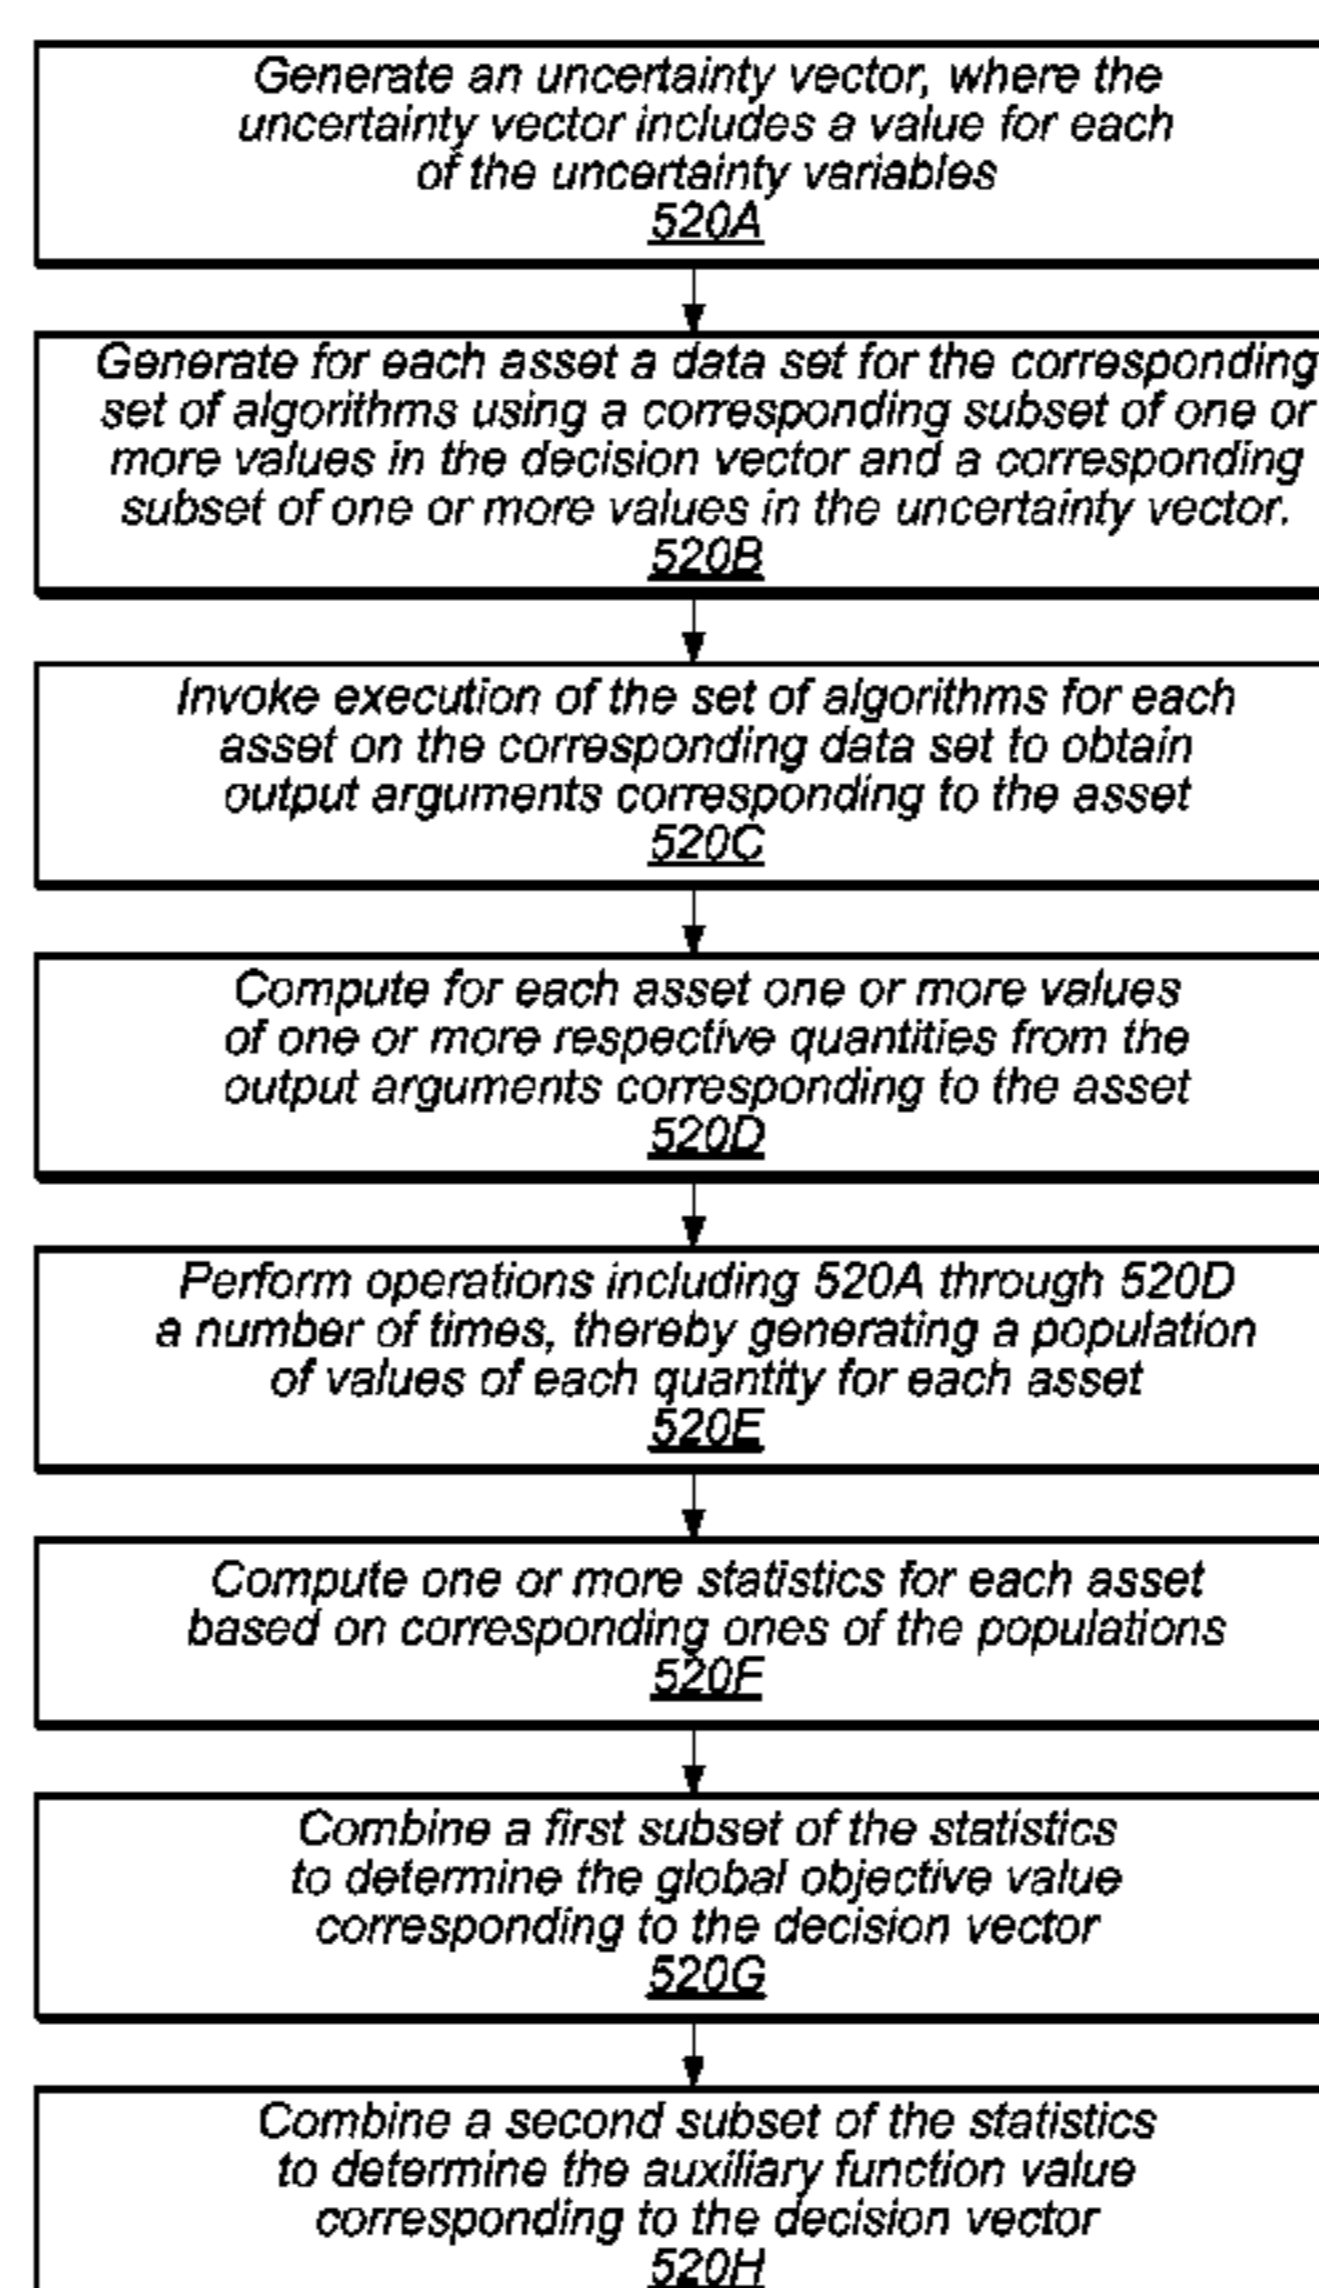 Generate an uncertainty vector, where the
uncertainty vector includes a value for each
of the uncertainty variables
520A
Generate for each asset a data set for the corresponding
set of algorithms using a corresponding subset of one or
more values in the decision vector and a corresponding
subset of one or more values in the uncertainty vector.
520B
Invoke execution of the set of algorithms for each
asset on the corresponding data set to obtain
output arguments corresponding to the asset
520C
Compute for each asset one or more values
of one or more respective quantities from the
output arguments corresponding to the asset
520D
Perform operations including 520A through 520D
a number of times, thereby generating a population
of values of each quantity for each asset
520E
Compute one or more statistics for each asset
based on corresponding ones of the populations
520F
Combine a first subset of the statistics
to determine the global objective value
corresponding to the decision vector
520G
Combine a second subset of the statistics
to determine the auxiliary function value
corresponding to the decision vector
520H